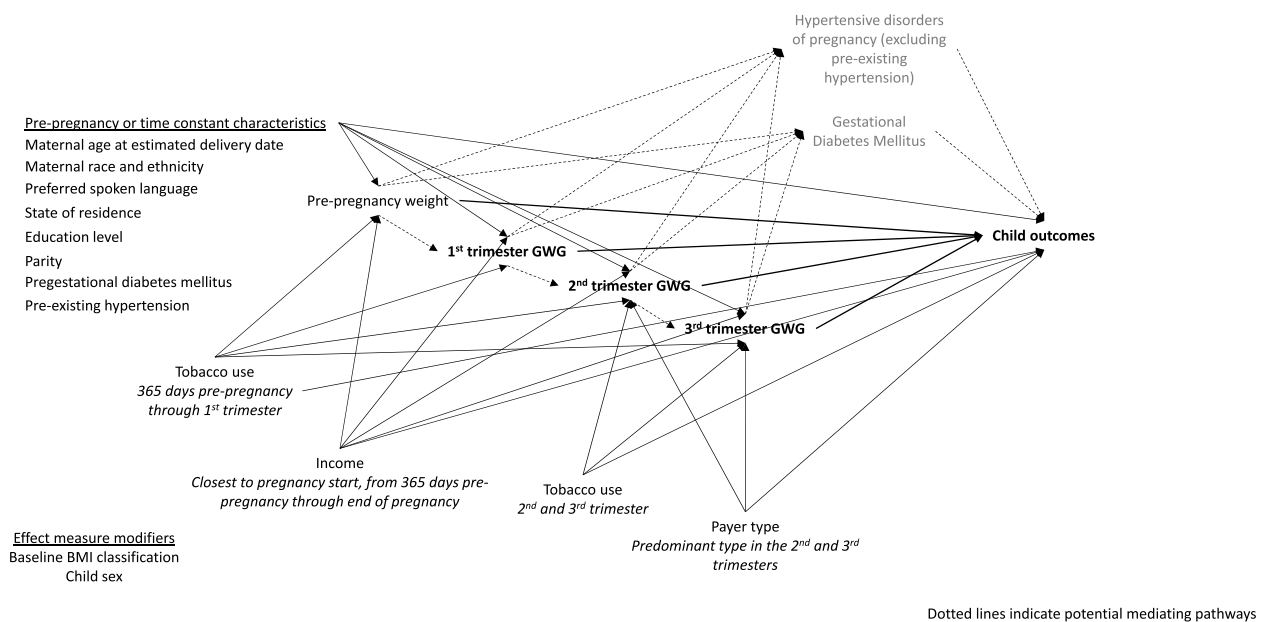 Hypertensive disorders
of pregnancy (excluding
pre-existing
hypertension)
Gestational
Diabetes Mellitus
Pre-pregnancy or time constant characteristics
Maternal age at estimated delivery date
Maternal race and ethnicity
Preferred spoken language
State of residence
Education level
Parity
Pregestational diabetes mellitus
Pre-existing hypertension
Pre-pregnancy weight
1st trimester GWG
2nd trimester GWG
3rd trimester GWG
Child outcomes
Tobacco use
365 days pre-pregnancy
through 1st trimester
Income
Closest to pregnancy start, from 365 days pre-
pregnancy through end of pregnancy
Tobacco use
2nd and 3rd trimester
Payer type
Predominant type in the 2nd and 3rd
trimesters
Effect measure modifiers
Baseline BMI classification
Child sex
Dotted lines indicate potential mediating pathways